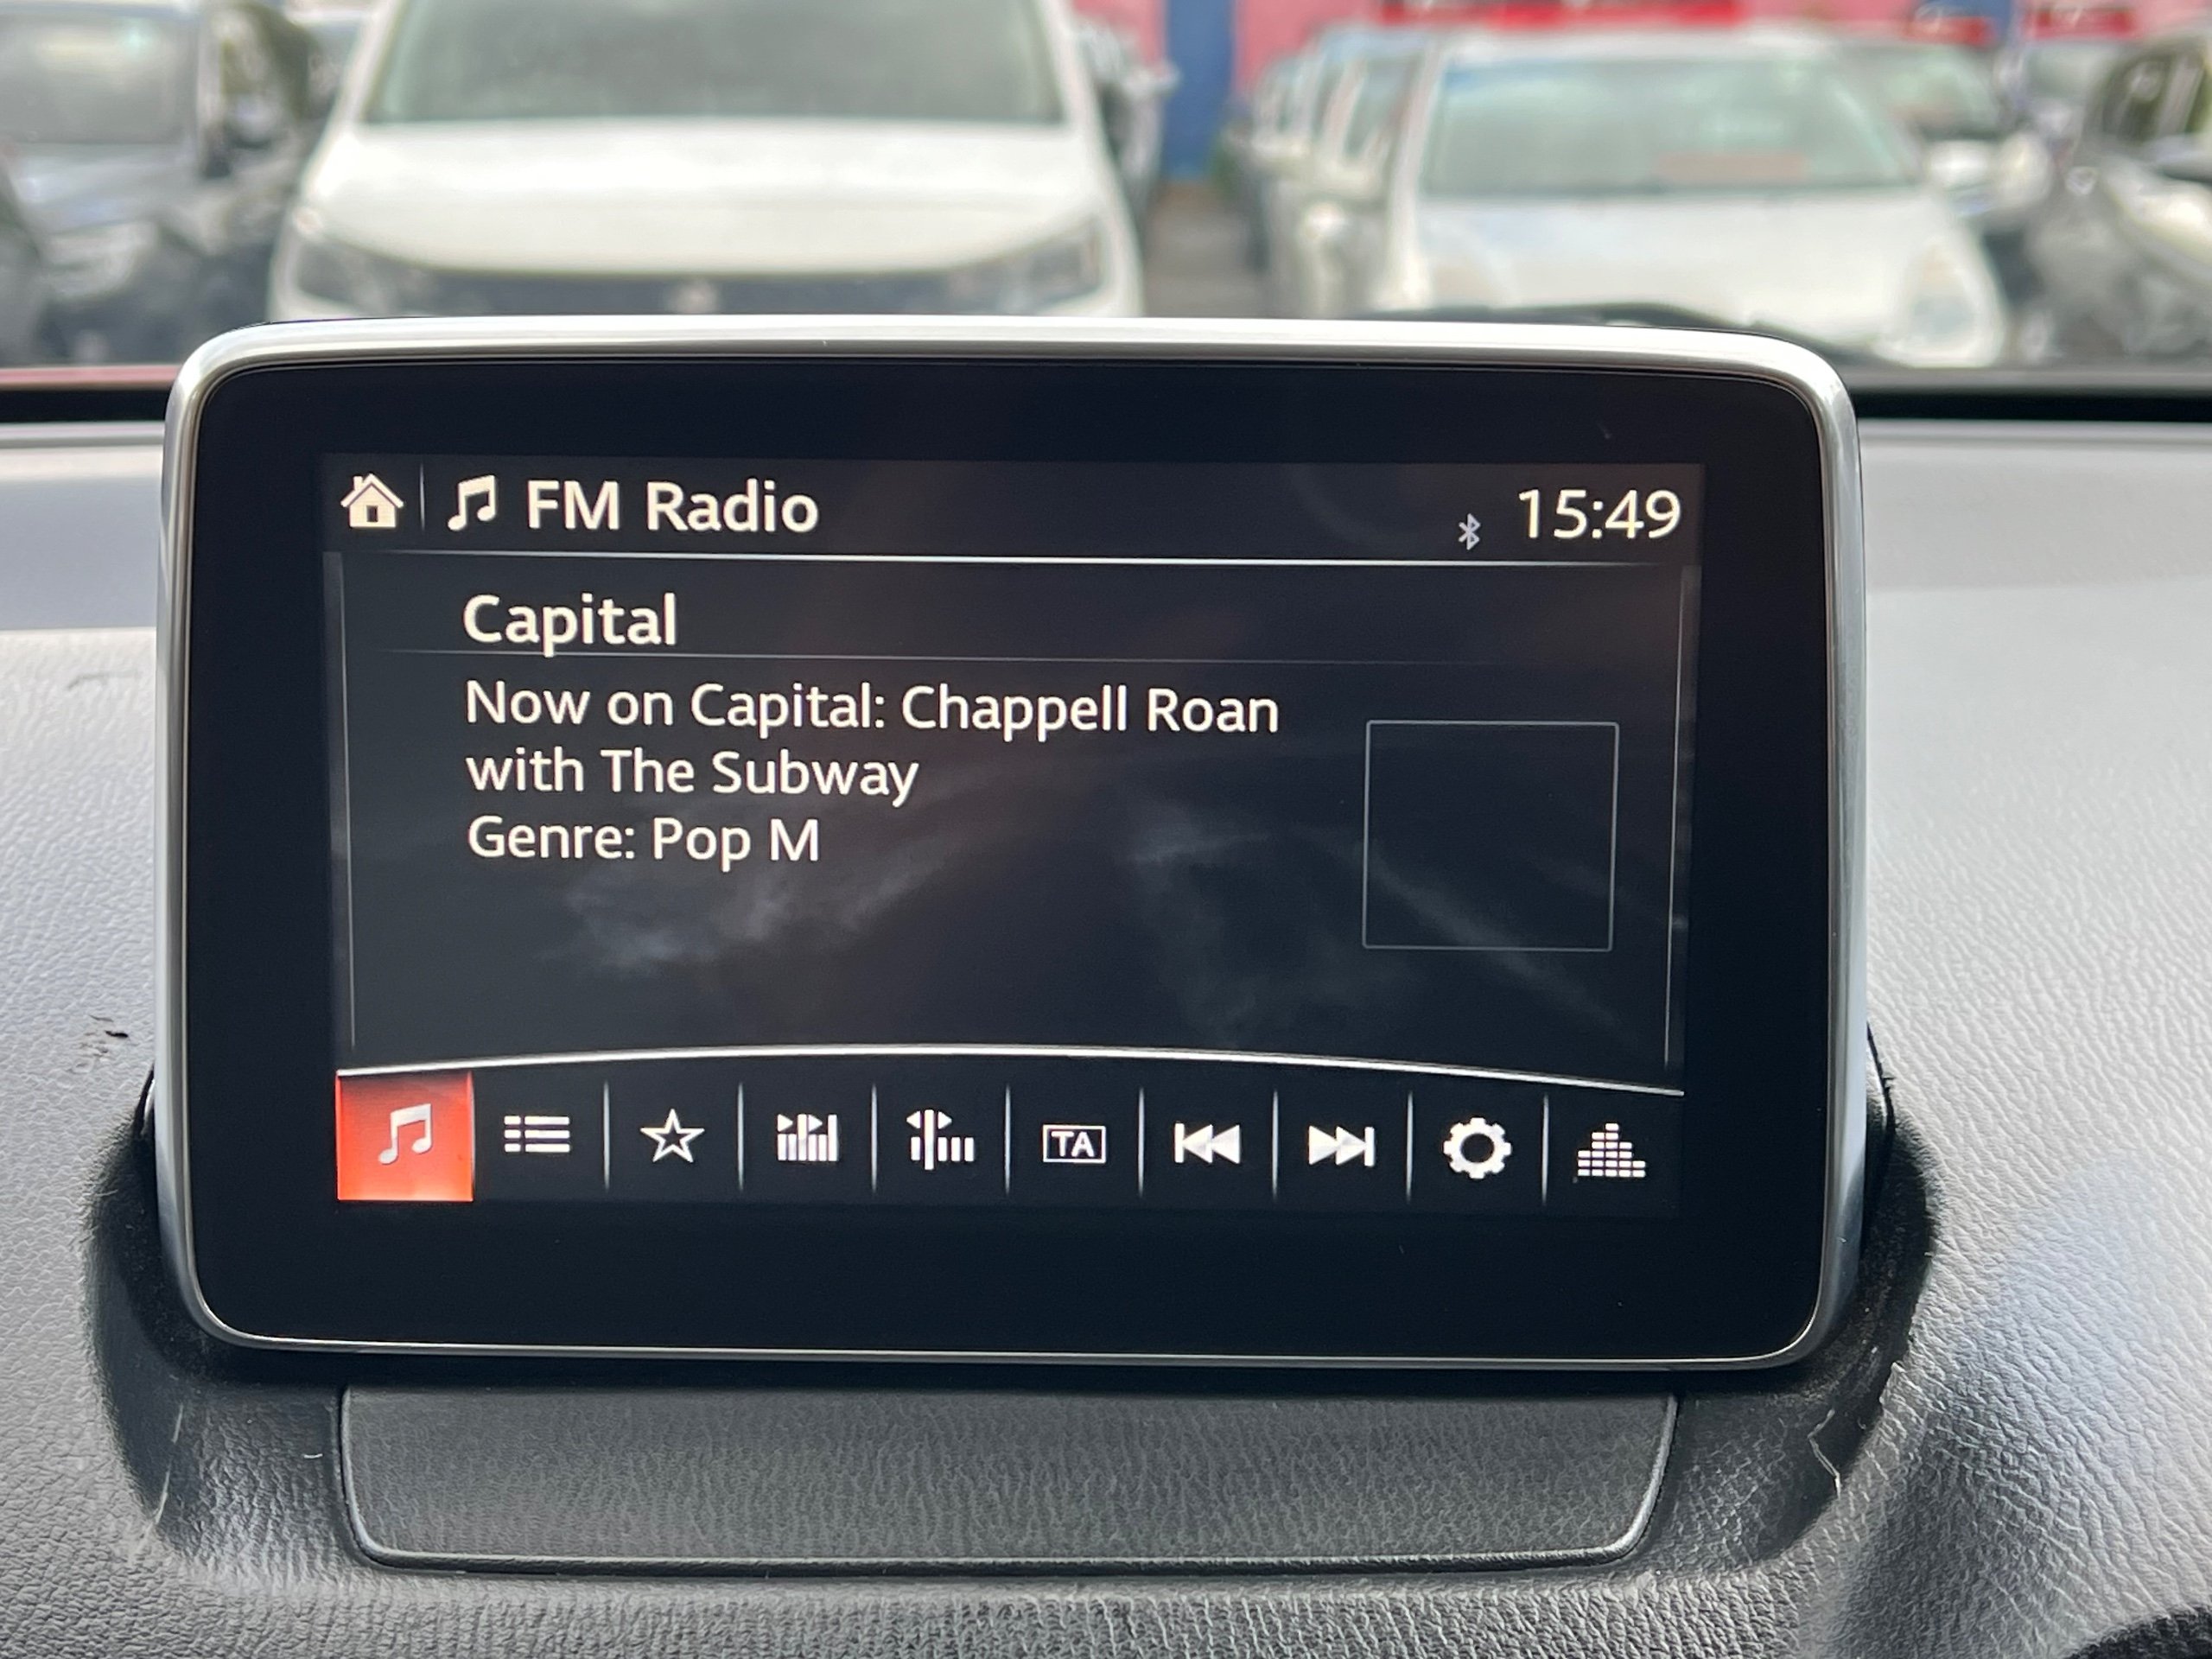 FM Radio
15:49
Capital
Now on Capital: Chappell Roan
with The Subway
Genre: Pop M
TA